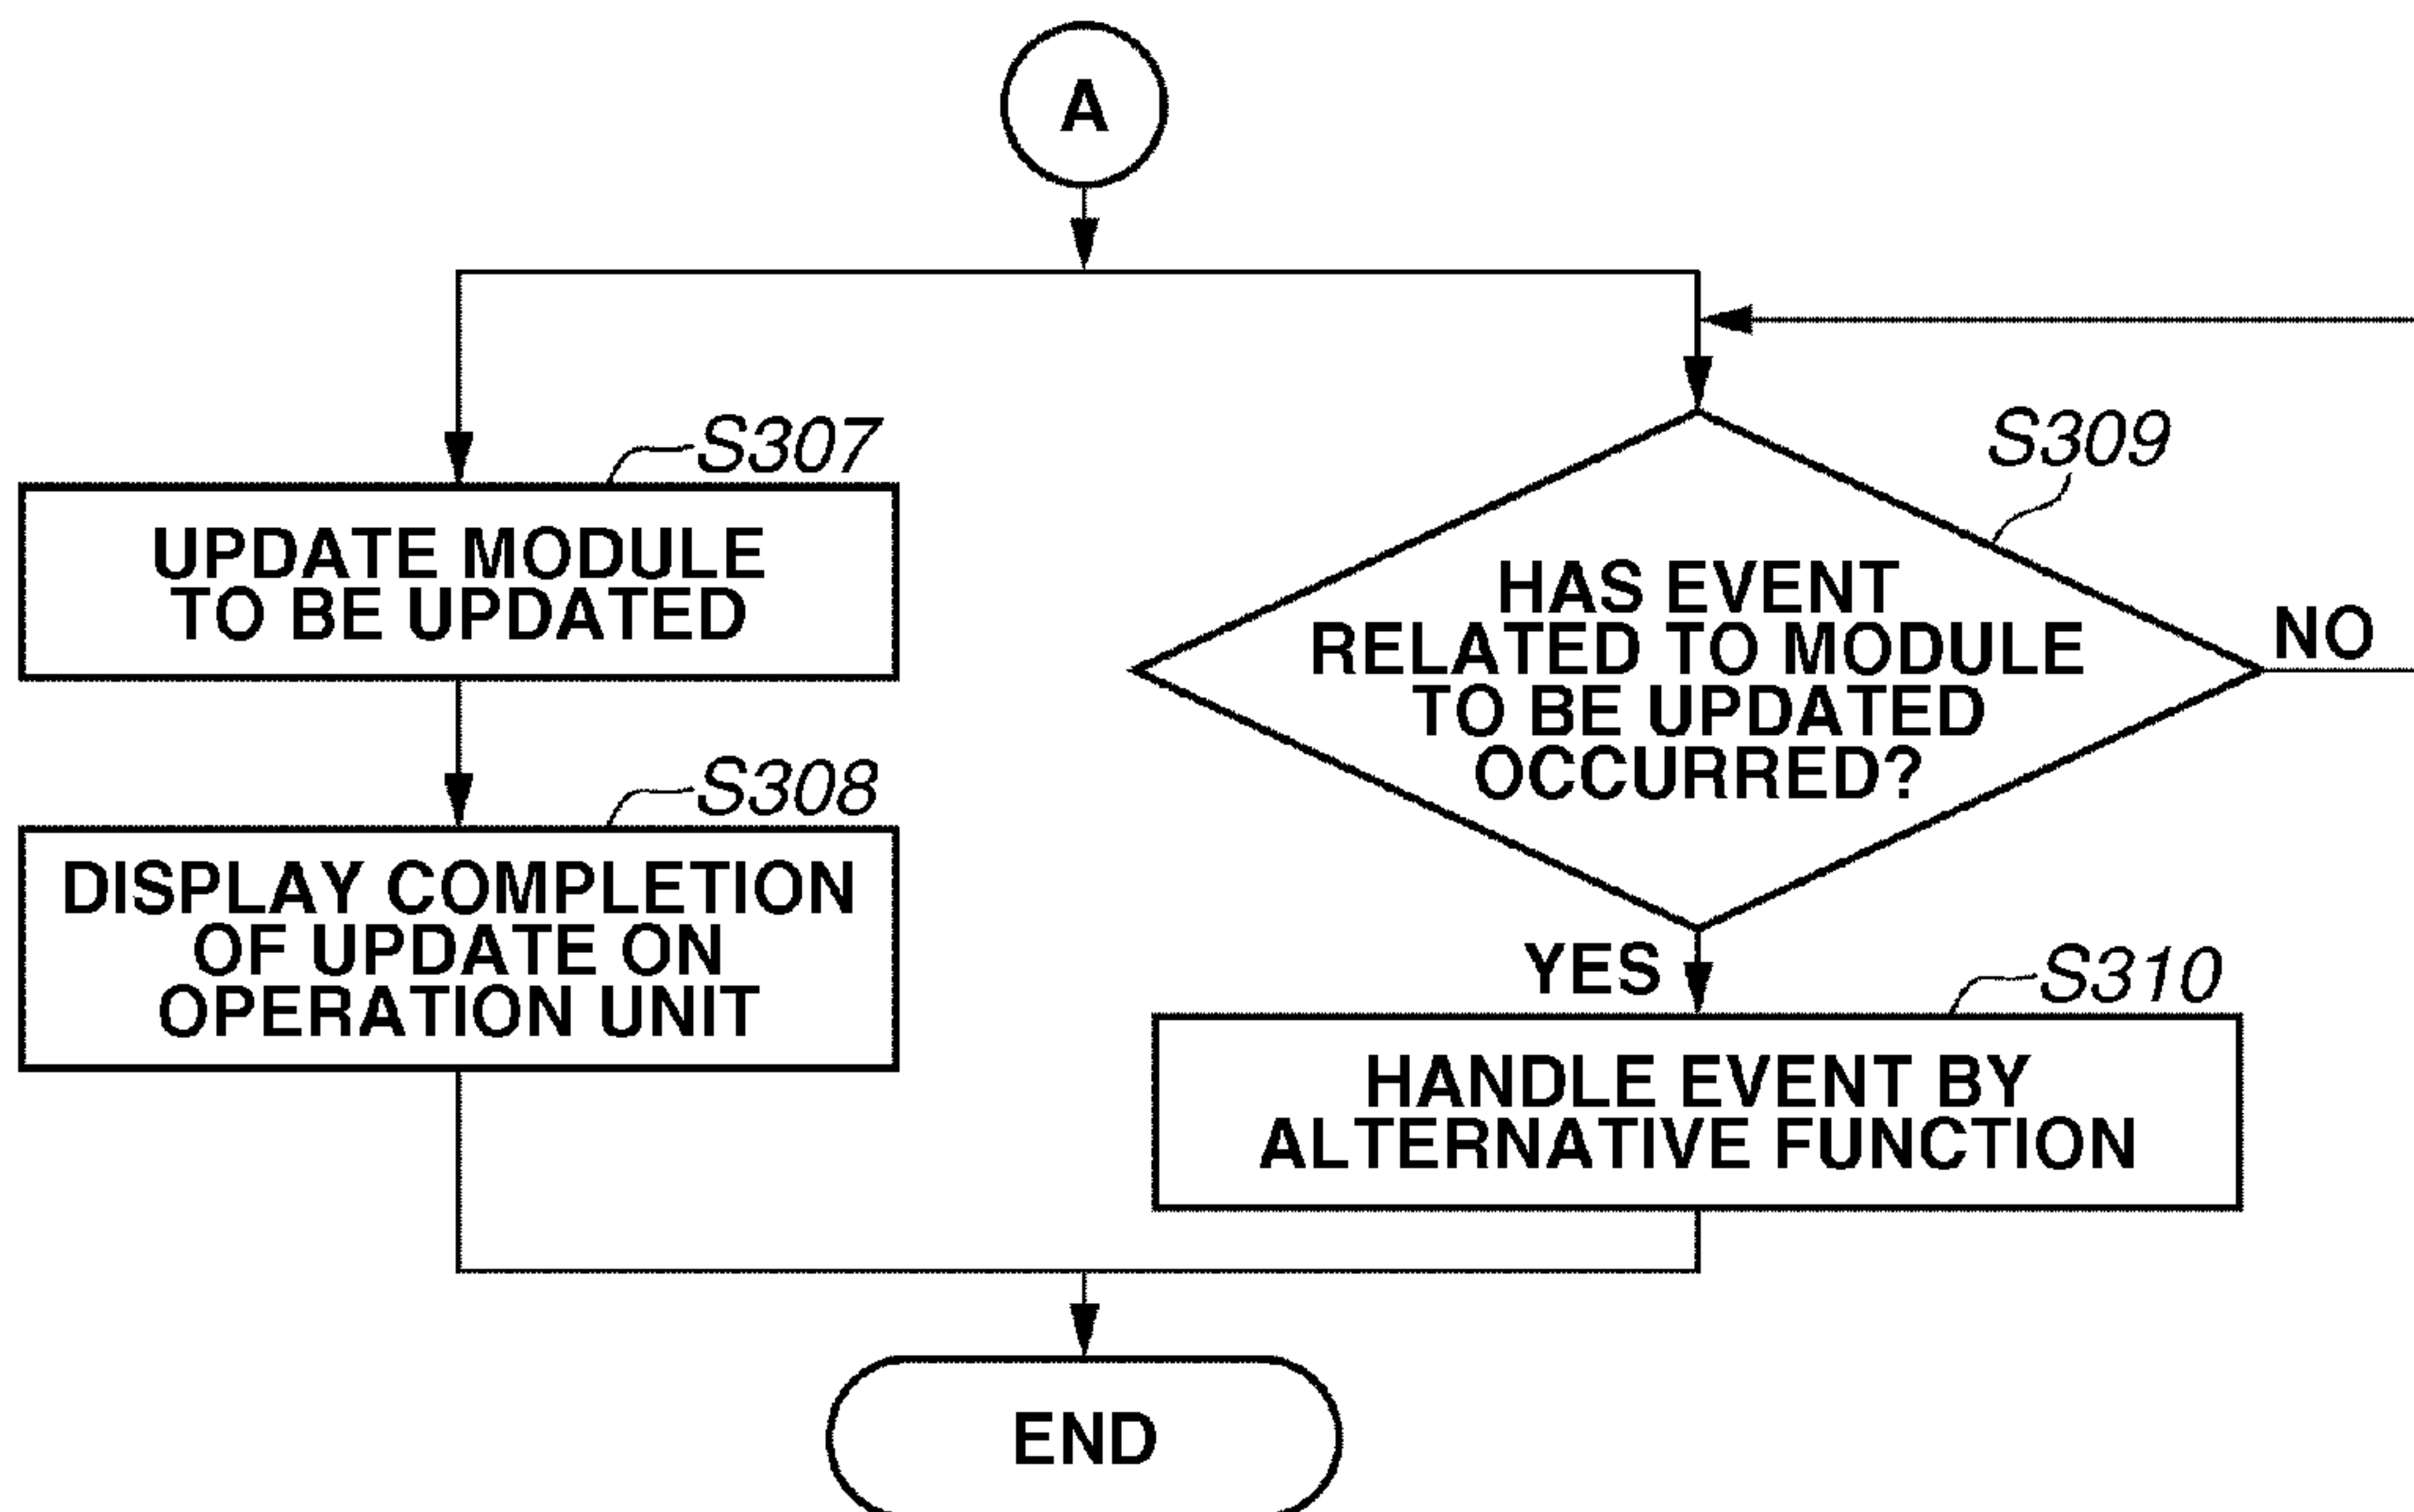 A
S307
UPDATE MODULE
TO BE UPDATED
S308
DISPLAY COMPLETION
OF UPDATE ON
OPERATION UNIT
S309
HAS EVENT
RELATED TO MODULE
TO BE UPDATED
OCCURRED?
NO
YES
S310
HANDLE EVENT BY
ALTERNATIVE FUNCTION
END